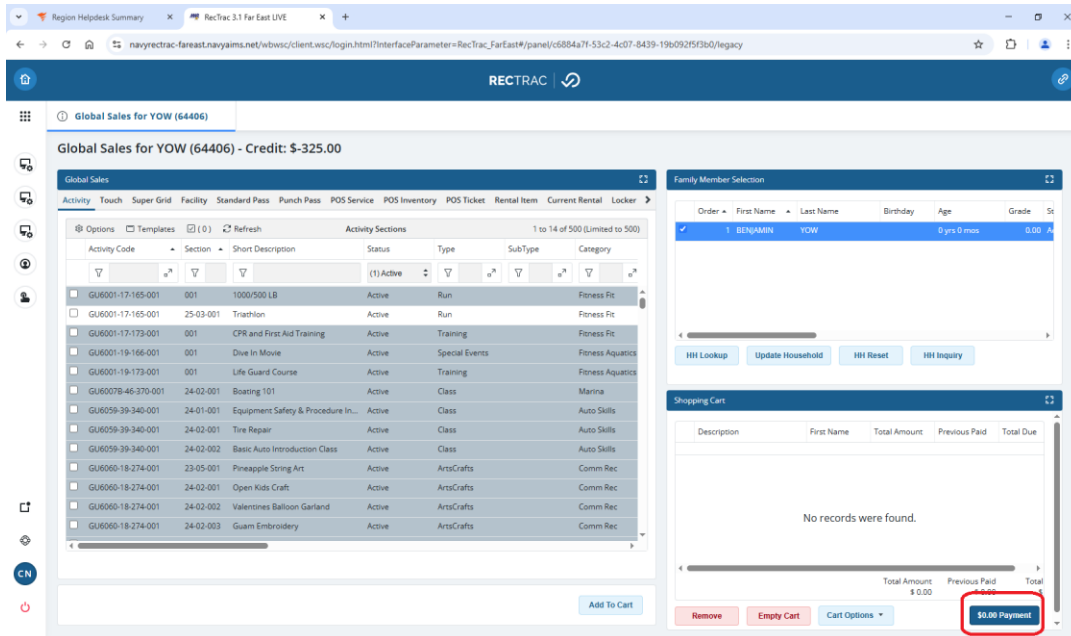 Region Helpdesk Summary
RecTrac 3.1 Far East LIVE
navyrectrac-fareast.navyaims.net/wbwsc/client.wsc/login.html?InterfaceParameter=RecTrac_FarEast#/panel/c6884a7f-53c2-4c07-8439-19b092f5f3b0/legacy
RECTRAC
Global Sales for YOW (64406)
Global Sales for YOW (64406) - Credit: $-325.00
Global Sales
Activity Touch Super Grid Facility Standard Pass Punch Pass POS Service POS Inventory POS Ticket Rental Item Current Rental Locker
Options Templates (0) Refresh Activity Sections 1 to 14 of 500 (Limited to 500)
Activity Code Section Short Description Status Type SubType Category
(1) Active
GU6001-17-165-001 001 1000/500 LB Active Run Fitness Fit
GU6001-17-165-001 25-03-001 Triathlon Active Run Fitness Fit
GU6001-17-173-001 001 CPR and First Aid Training Active Training Fitness Fit
GU6001-19-166-001 001 Dive In Movie Active Special Events Fitness Aquatics
GU6001-19-173-001 001 Life Guard Course Active Training Fitness Aquatics
GU6007B-46-370-001 24-02-001 Boating 101 Active Class Marina
GU6059-39-340-001 24-01-001 Equipment Safety & Procedure In... Active Class Auto Skills
GU6059-39-340-001 24-02-001 Tire Repair Active Class Auto Skills
GU6059-39-340-001 24-02-002 Basic Auto Introduction Class Active Class Auto Skills
GU6060-18-274-001 23-05-001 Pineapple String Art Active ArtsCrafts Comm Rec
GU6060-18-274-001 24-02-001 Open Kids Craft Active ArtsCrafts Comm Rec
GU6060-18-274-001 24-02-002 Valentines Balloon Garland Active ArtsCrafts Comm Rec
GU6060-18-274-001 24-02-003 Guam Embroidery Active ArtsCrafts Comm Rec
Add To Cart
CN
Family Member Selection
Order First Name Last Name Birthday Age Grade St
1 BENJAMIN YOW 0 yrs 0 mos 0.00 A
HH Lookup Update Household HH Reset HH Inquiry
Shopping Cart
Description First Name Total Amount Previous Paid Total Due
No records were found.
Total Amount Previous Paid Total
$ 0.00 $ 0.00 $
Remove Empty Cart Cart Options $0.00 Payment